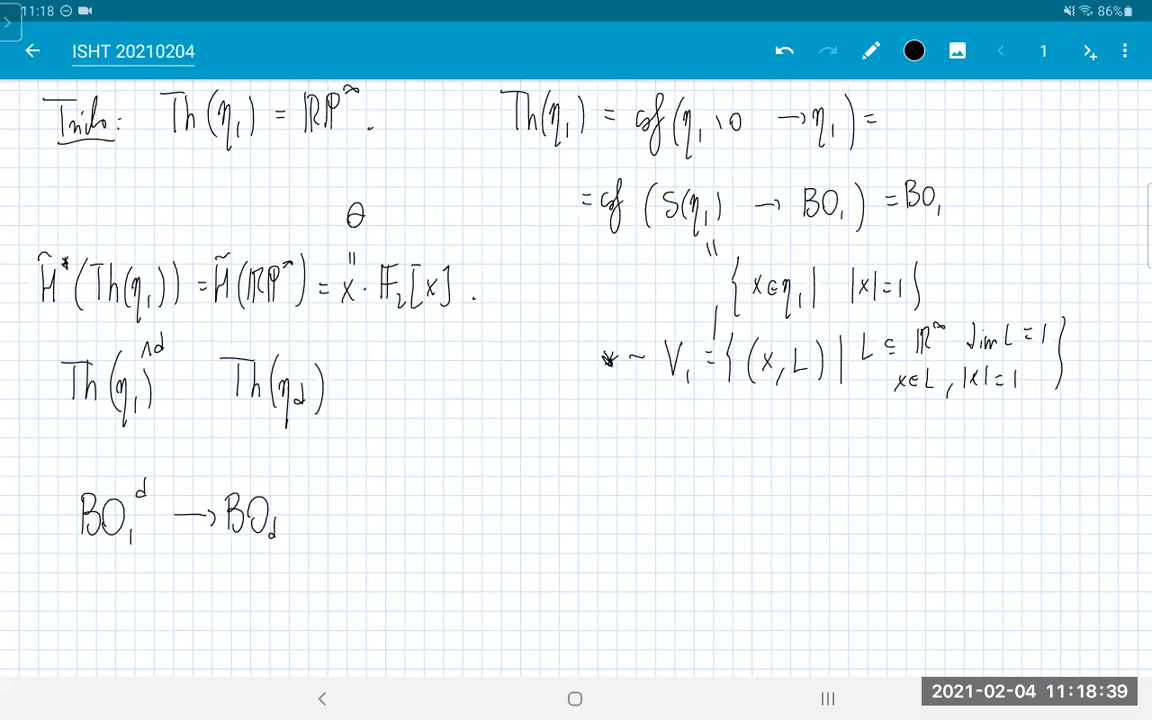 11:18 86%
ISHT 20210204 1
Trick: Th(η₁) = ℝℙ^∞.
Th(η₁) = cof(η₁∖0 → η₁) =
= cof(S(η₁) → BO₁) = BO₁
θ
||
H̃*(Th(η₁)) = H̃(ℝℙ^∞) = x · 𝔽₂[x].
||
{x∈η₁ | |x|=1}
* ~ V₁ = {(x,L) | L ⊆ ℝ^∞ dim L = 1
x∈L, |x|=1}
Th(η₁)^∧d Th(η_d)
BO₁^d → BO_d
2021-02-04 11:18:39